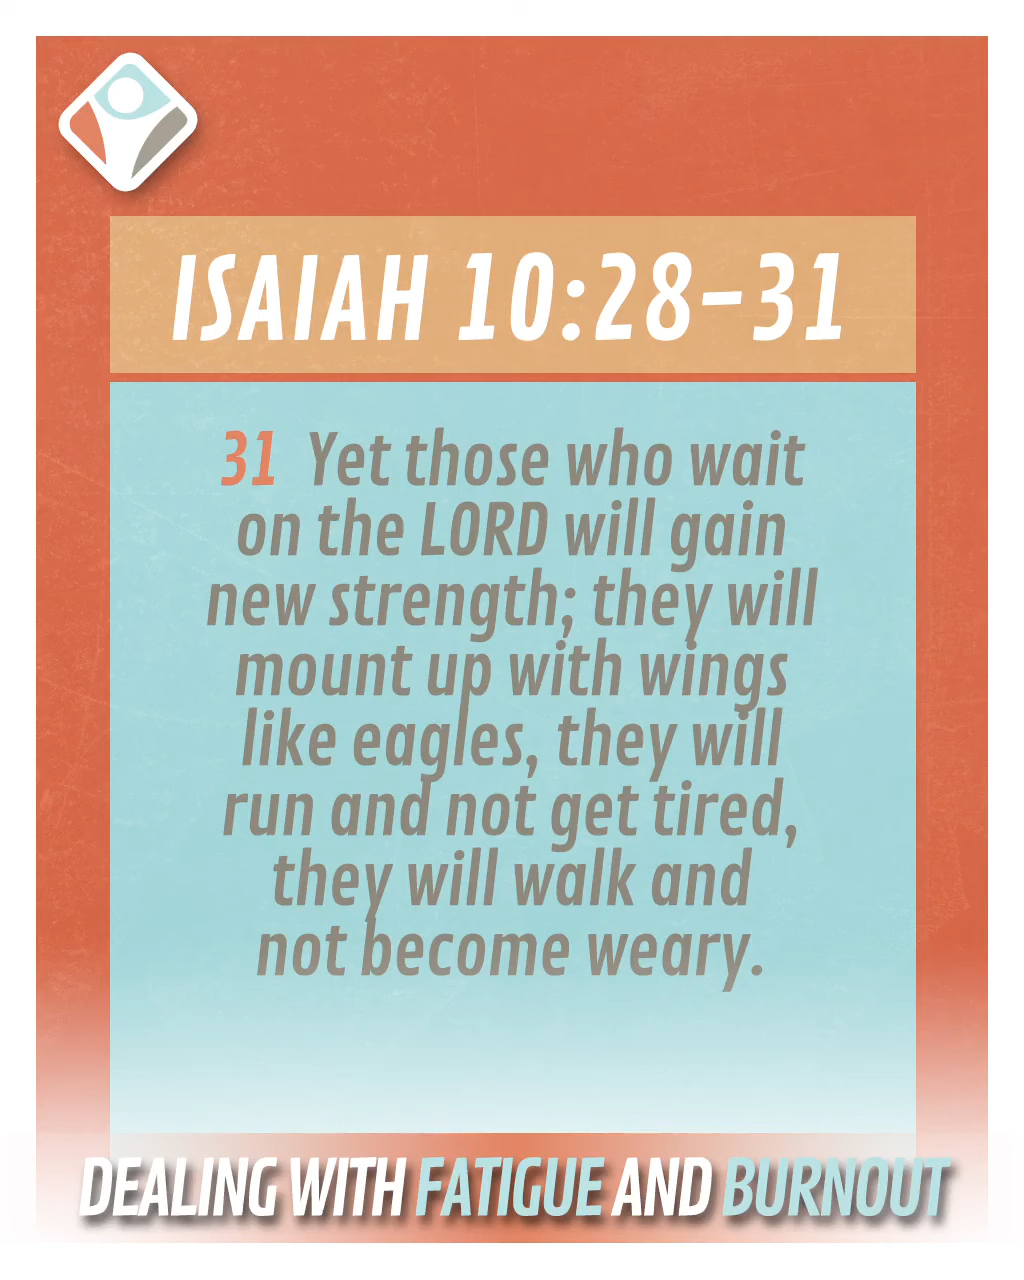 ISAIAH 10:28-31
31 Yet those who wait
on the LORD will gain
new strength; they will
mount up with wings
like eagles, they will
run and not get tired,
they will walk and
not become weary.
DEALING WITH FATIGUE AND BURNOUT